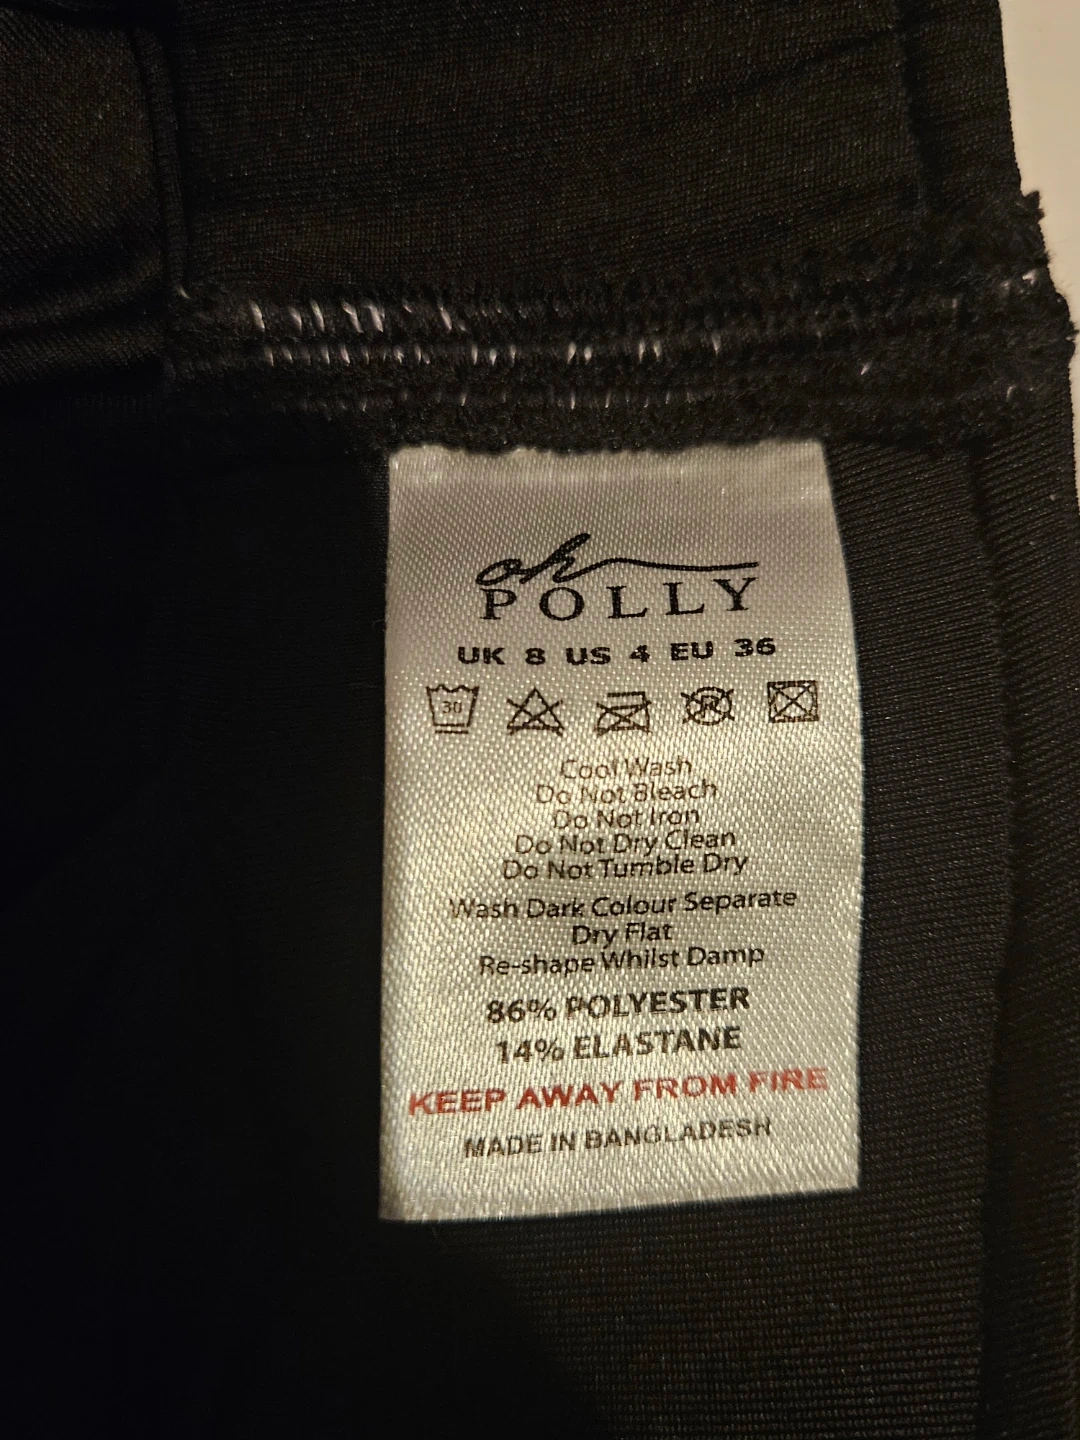 oh
POLLY
UK 8 US 4 EU 36
30
Cool Wash
Do Not Bleach
Do Not Iron
Do Not Dry Clean
Do Not Tumble Dry
Wash Dark Colour Separate
Dry Flat
Re-shape Whilst Damp
86% POLYESTER
14% ELASTANE
KEEP AWAY FROM FIRE
MADE IN BANGLADESH